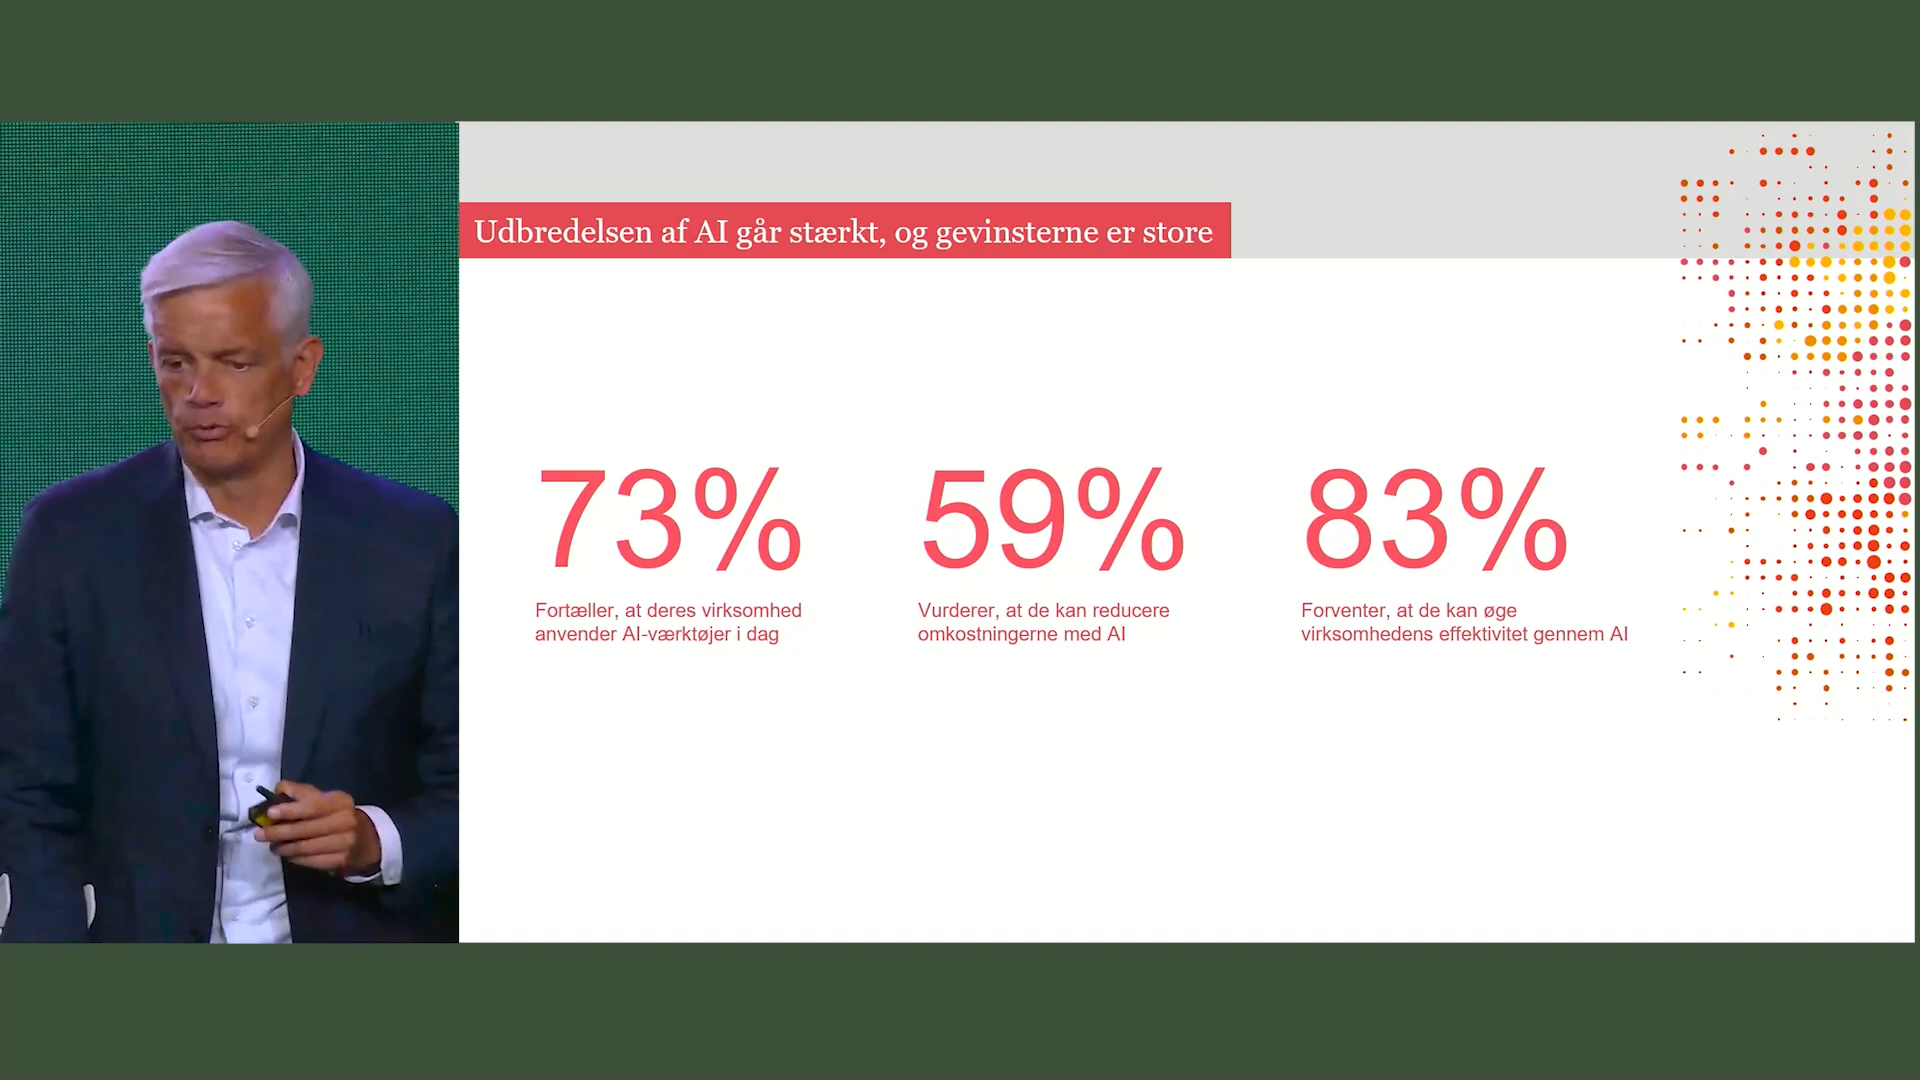 Udbredelsen af AI går stærkt, og gevinsterne er store
73%
Fortæller, at deres virksomhed
anvender AI-værktøjer i dag
59%
Vurderer, at de kan reducere
omkostningerne med AI
83%
Forventer, at de kan øge
virksomhedens effektivitet gennem AI